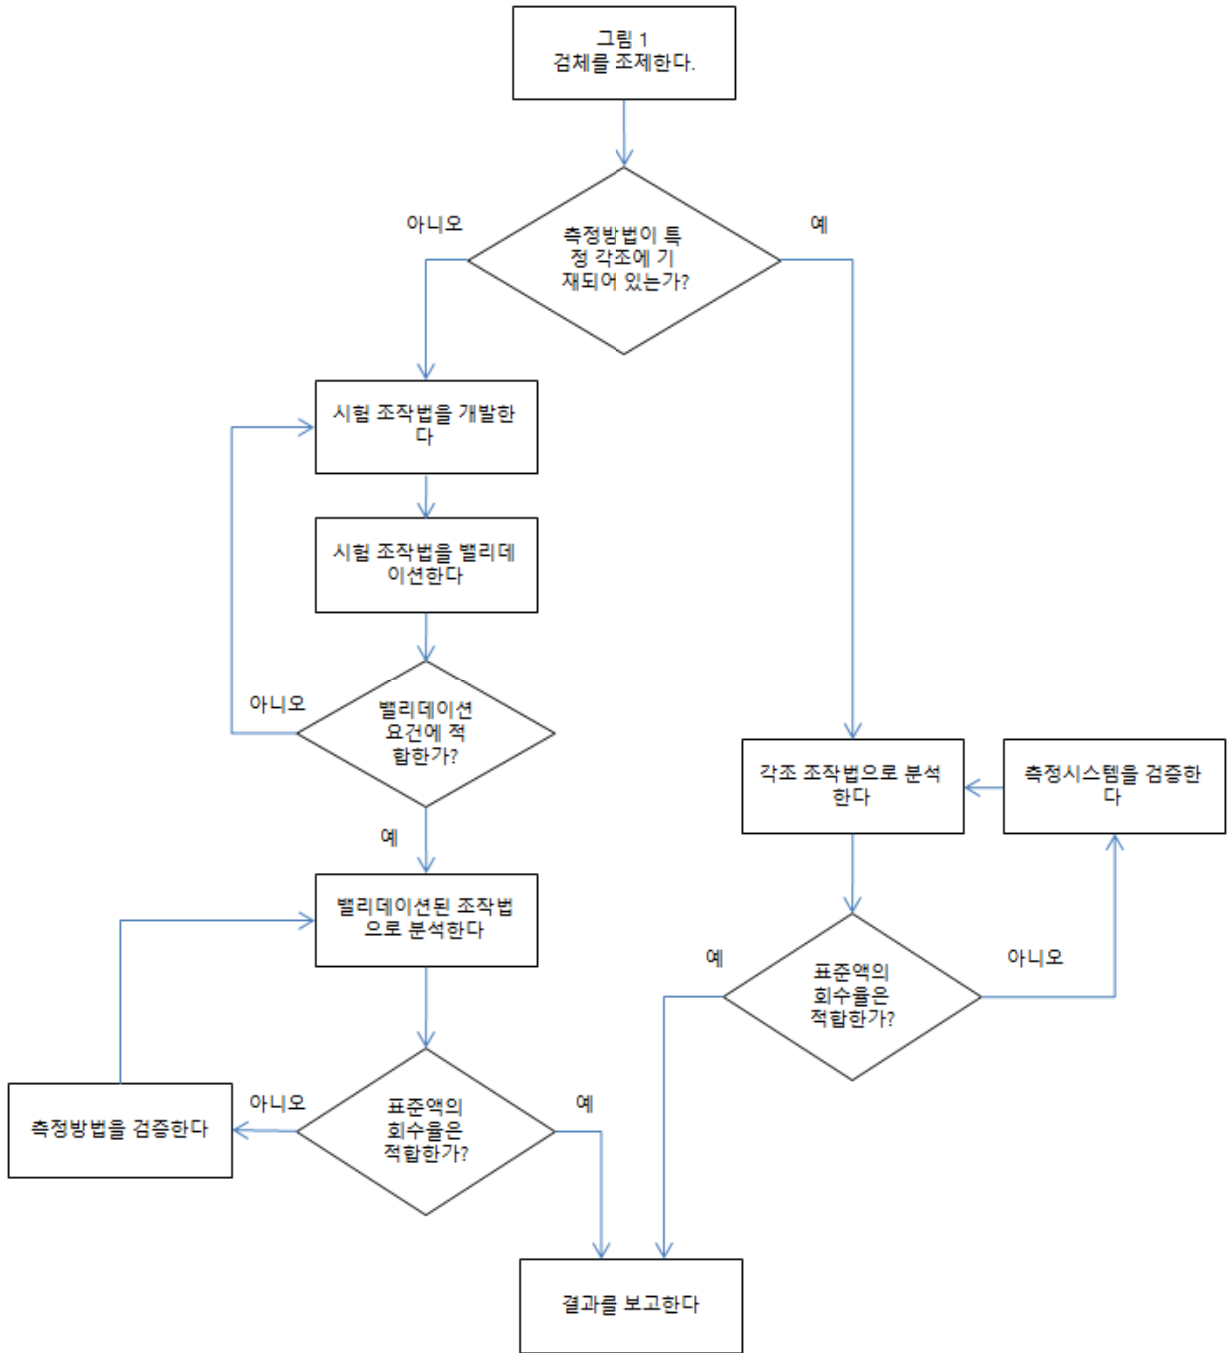 그림 1
검체를 조제한다.
아니오
예
측정방법이 특
정 각조에 기
재되어 있는가?
시험 조작법을 개발한
다
시험 조작법을 밸리데
이션한다
아니오
밸리데이션
요건에 적
합한가?
예
각조 조작법으로 분석
한다
측정시스템을 검증한
다
밸리데이션된 조작법
으로 분석한다
예
표준액의
회수율은
적합한가?
아니오
측정방법을 검증한다
아니오
표준액의
회수율은
적합한가?
예
결과를 보고한다